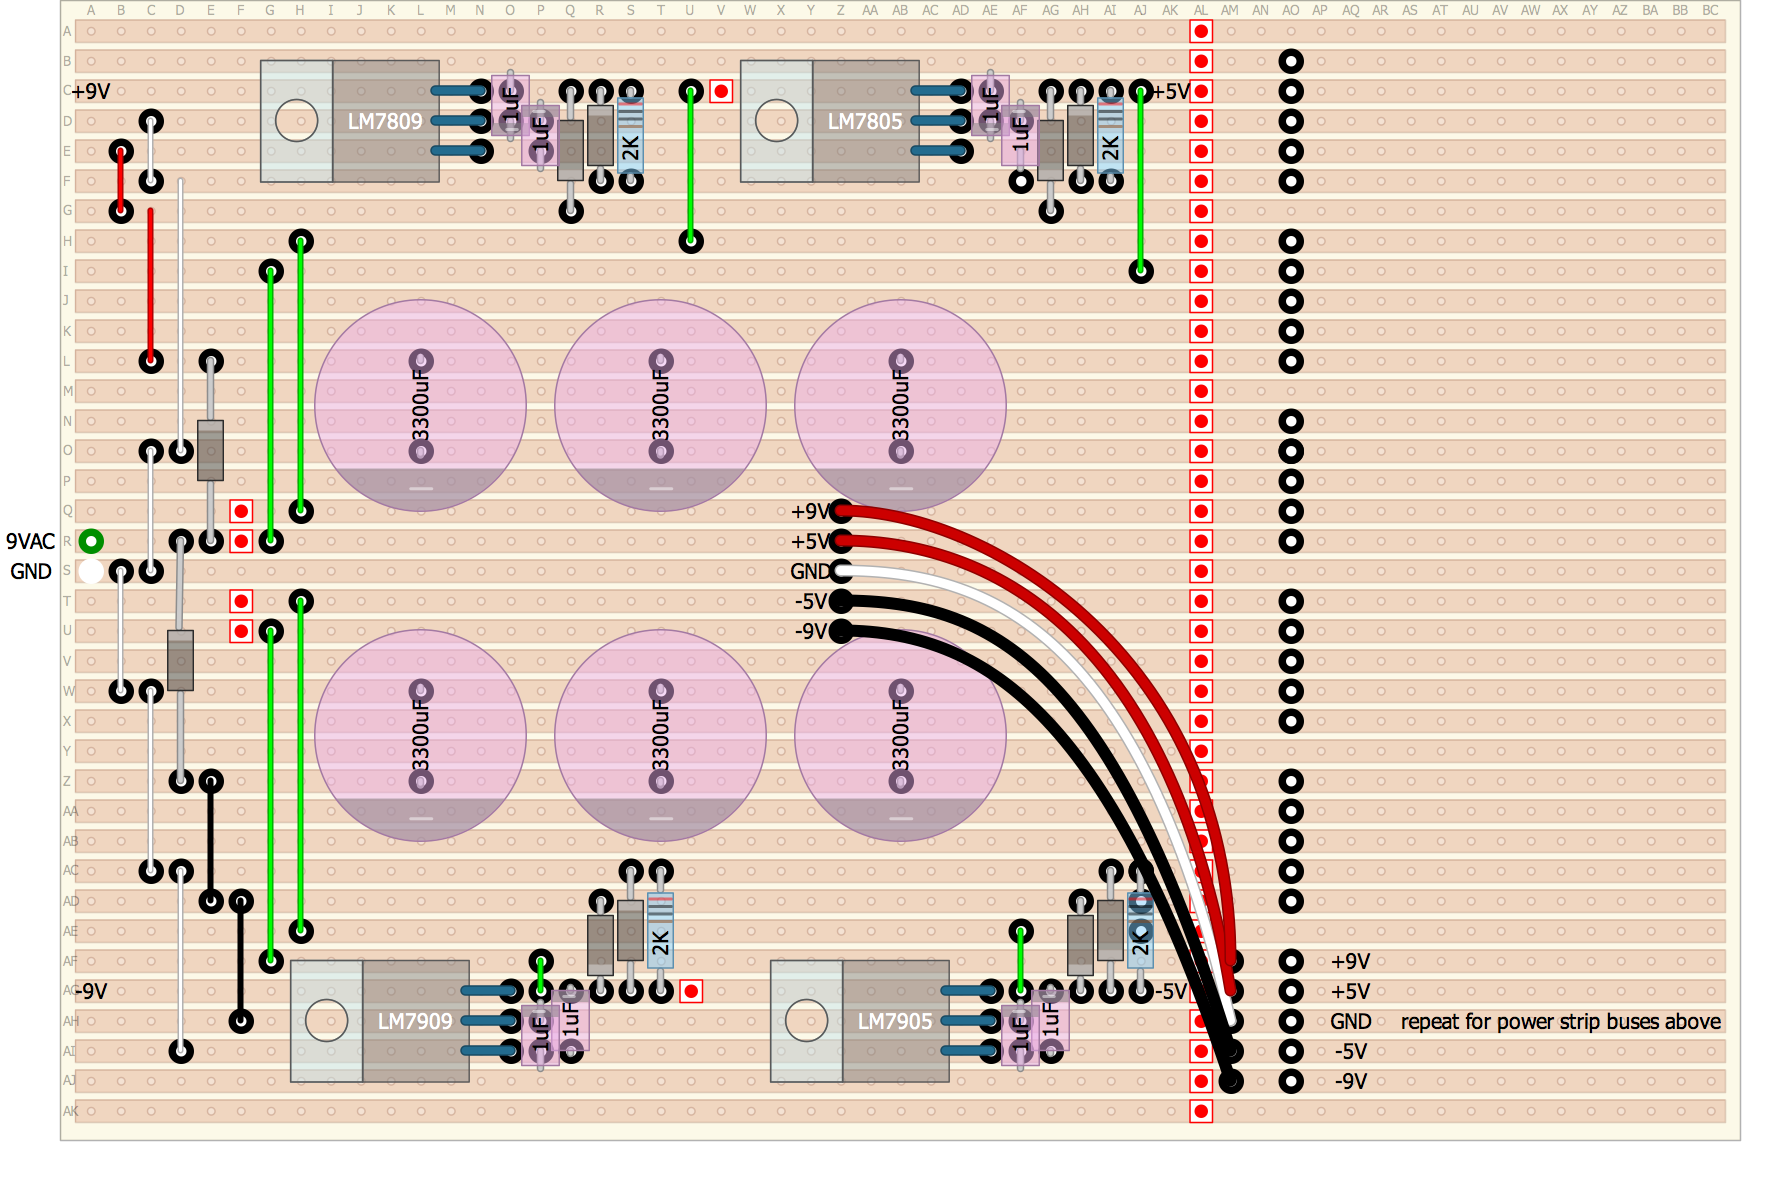 A B C D E F G H I J K L M N O P Q R S T U V W X Y Z AA AB AC AD AE AF AG AH AI AJ AK AL AM AN AO AP AQ AR AS AT AU AV AW AX AY AZ BA BB BC
A
B
C +9V 1uF 1uF +5V
D LM7809 LM7805
E 1uF 2K 1uF 2K
F
G
H
I
J
K
L
M
N 3300uF 3300uF 3300uF
O
P
Q +9V
9VAC R +5V
GND S GND
T -5V
U -9V
V
W
X
Y 3300uF 3300uF 3300uF
Z
AA
AB
AC
AD
AE 2K 2K
AF +9V
AG -9V -5V +5V
AH LM7909 1uF 1uF LM7905 1uF 1uF GND repeat for power strip buses above
AI -5V
AJ -9V
AK